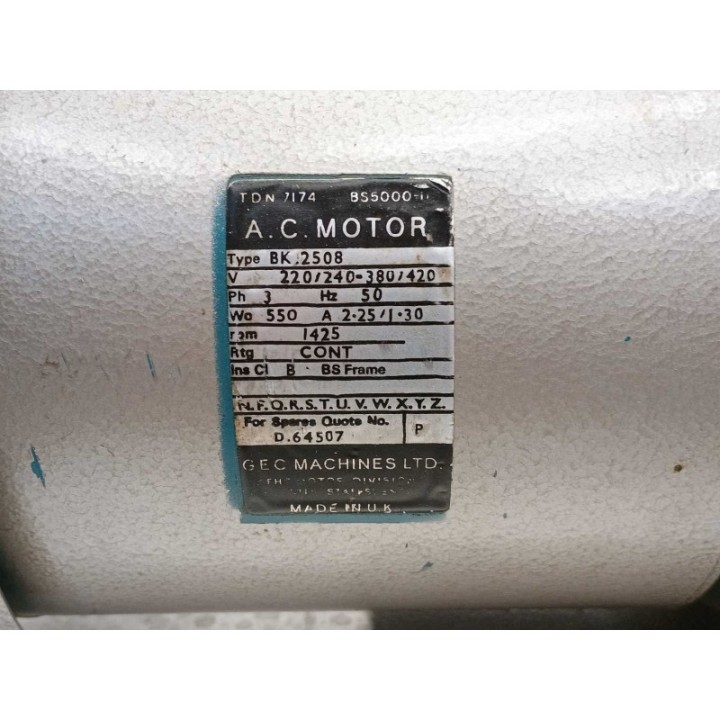 TDN 7174 BS5000-11
A.C. MOTOR
Type BK.2508
V 220/240-380/420
Ph 3 Hz 50
Wo 550 A 2.25/1.30
rpm 1425
Rtg CONT
Ins Cl B BS Frame
N.F.Q.R.S.T.U.V.W.X.Y.Z.
For Spares Quote No. P
D.64507
GEC MACHINES LTD.
MOTOR DIVISION
MADE IN U.K